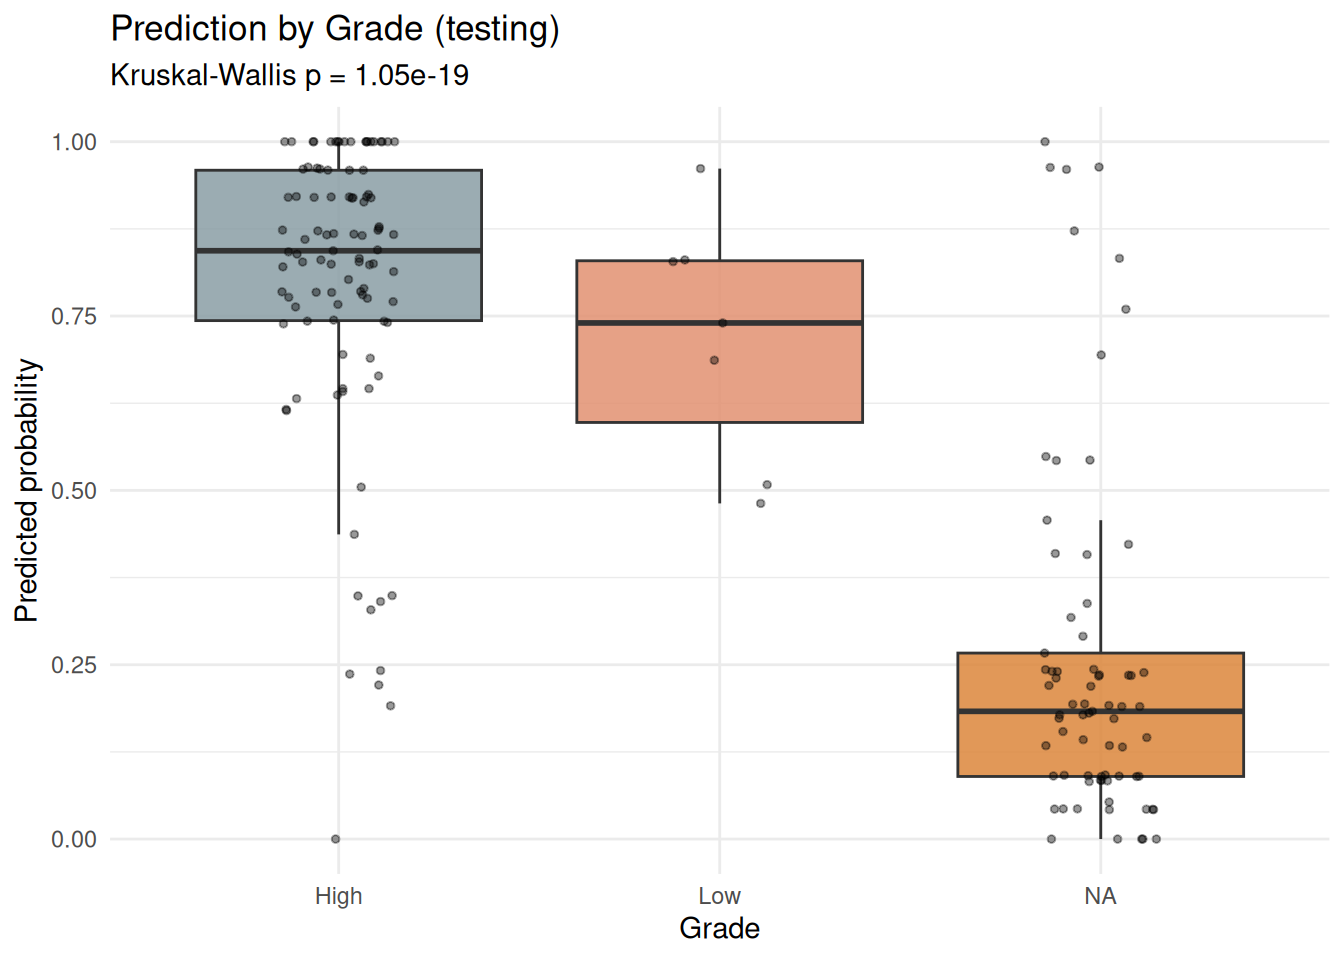 Prediction by Grade (testing)
Kruskal-Wallis p = 1.05e-19
Predicted probability
1.00
0.75
0.50
0.25
0.00
High
Low
NA
Grade